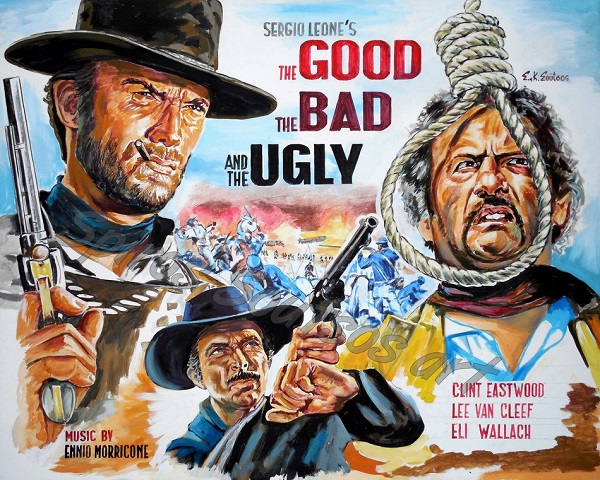 SERGIO LEONE'S
THE GOOD
THE BAD
AND THE UGLY
CLINT EASTWOOD
LEE VAN CLEEF
ELI WALLACH
MUSIC BY
ENNIO MORRICONE